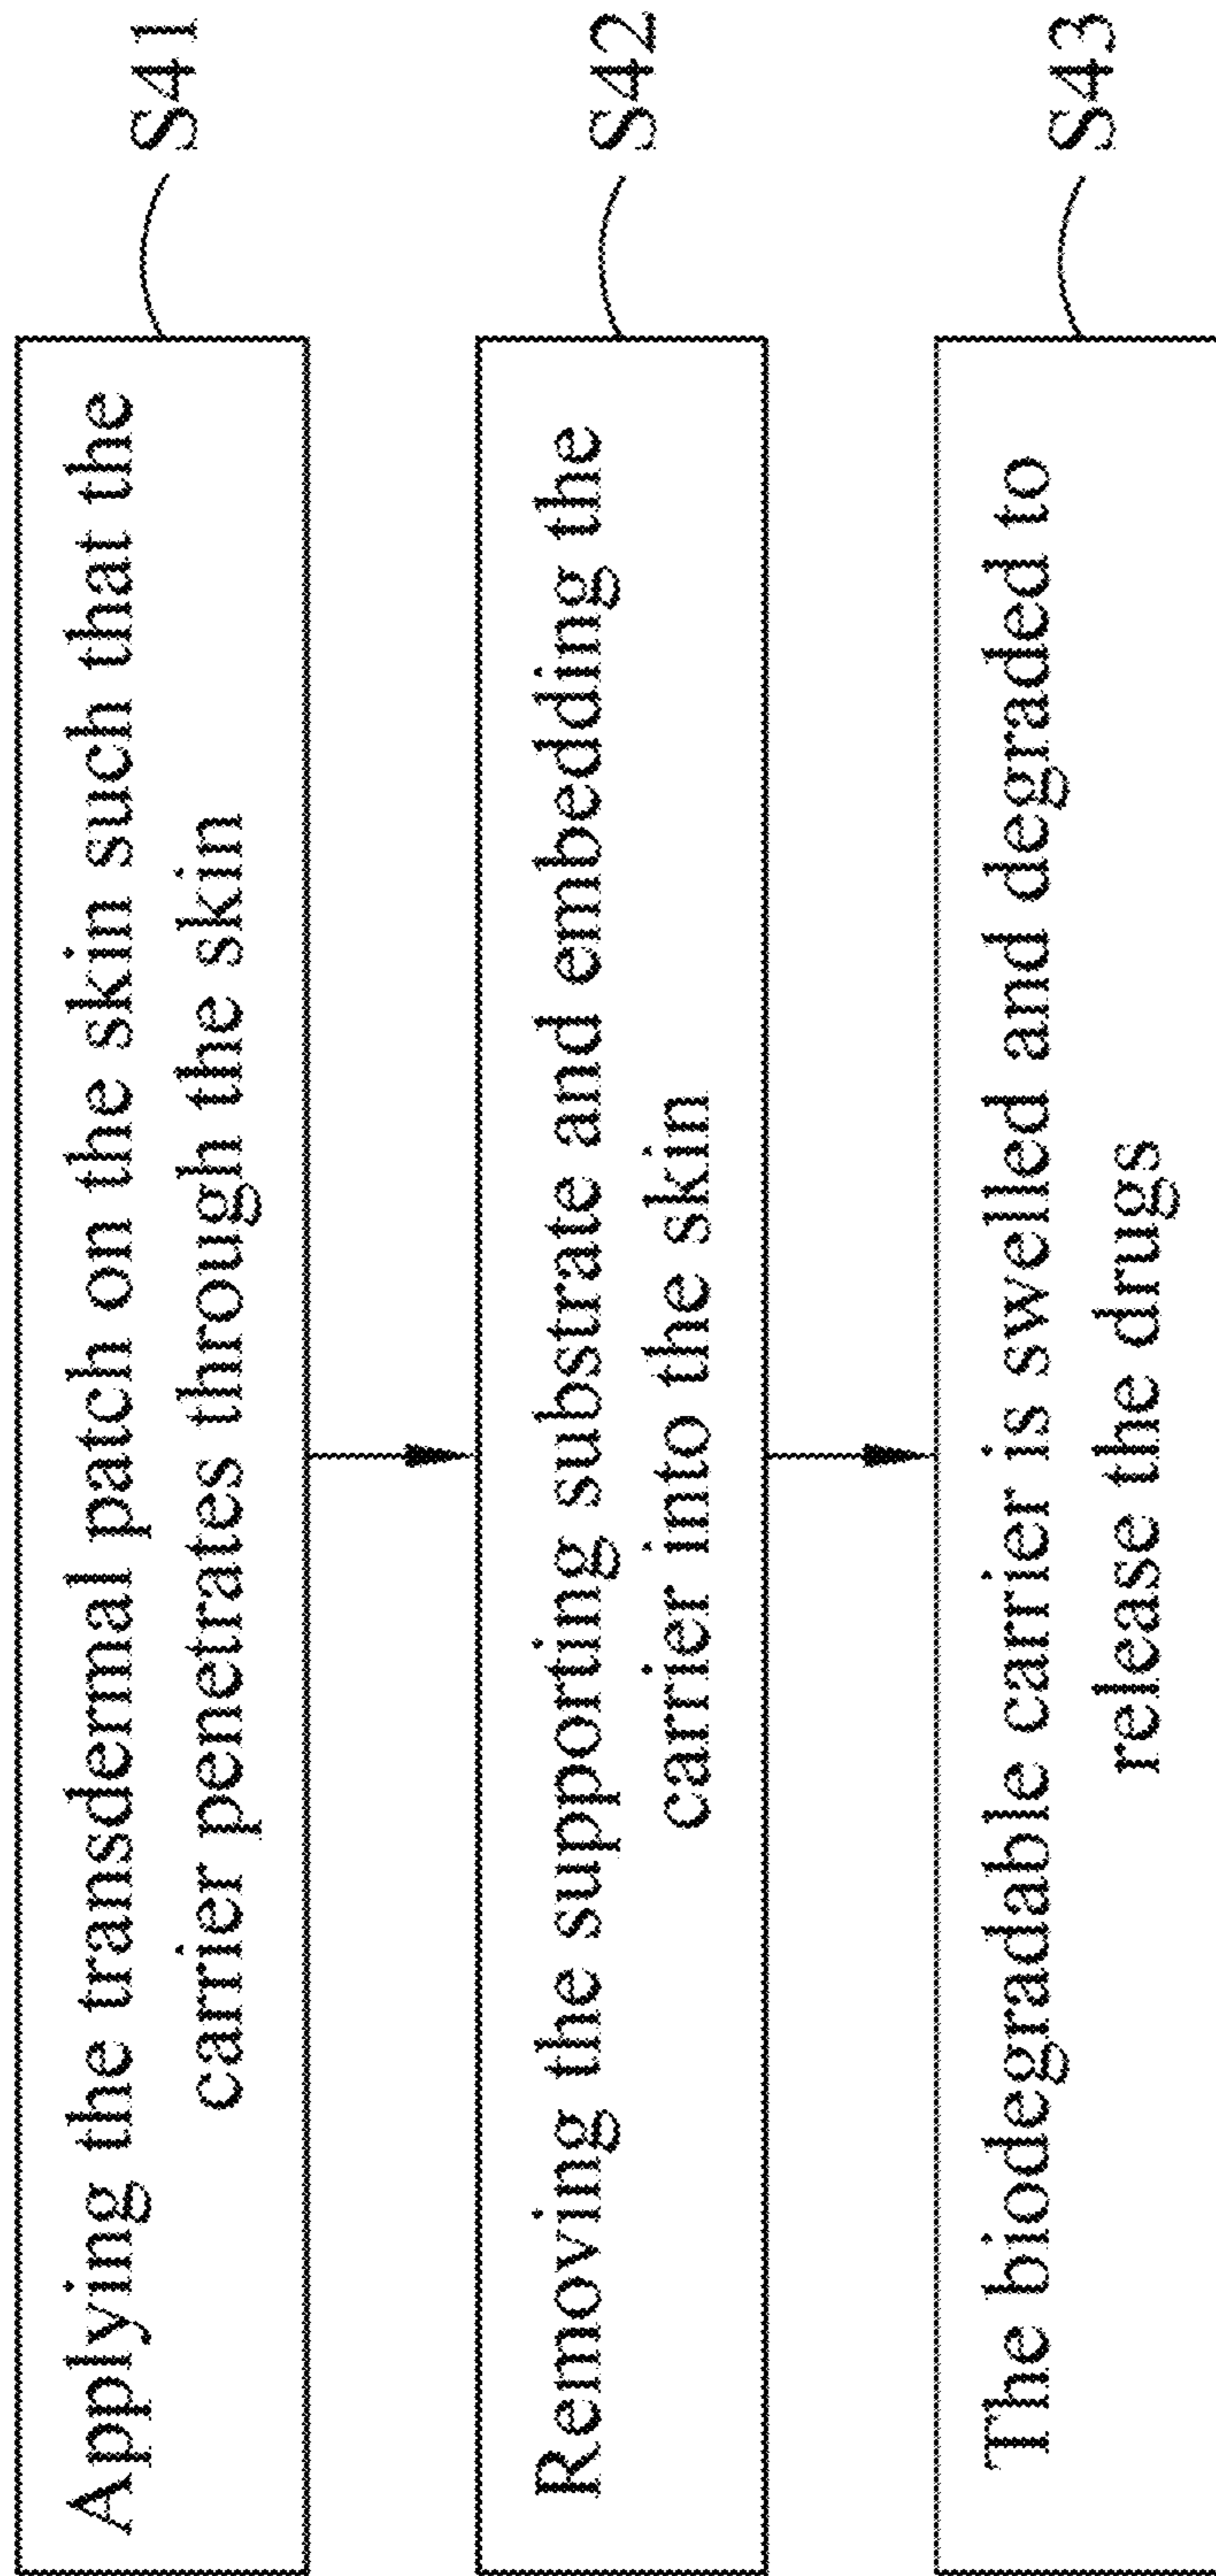 Applying the transdermal patch on the skin such that the
carrier penetrates through the skin
S41
Removing the supporting substrate and embedding the
carrier into the skin
S42
The biodegradable carrier is swelled and degraded to
release the drugs
S43